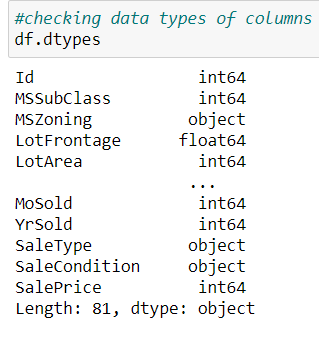 #checking data types of columns
df.dtypes
Id int64
MSSubClass int64
MSZoning object
LotFrontage float64
LotArea int64
...
MoSold int64
YrSold int64
SaleType object
SaleCondition object
SalePrice int64
Length: 81, dtype: object